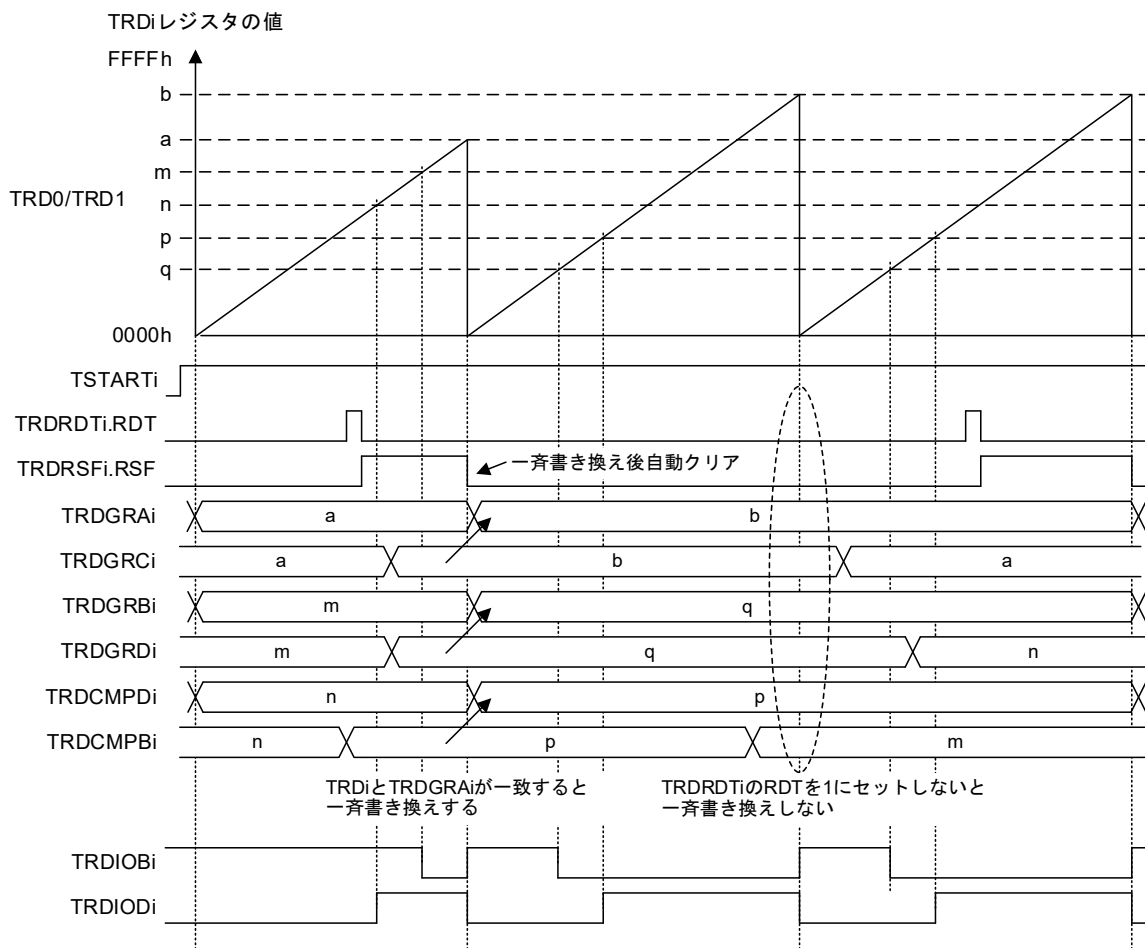 TRDiレジスタの値
FFFFh
b
a
m
TRD0/TRD1
n
p
q
0000h
TSTARTi
TRDRDTi.RDT
TRDRSFi.RSF
一斉書き換え後自動クリア
TRDGRAi
a
b
TRDGRCi
a
b
a
TRDGRBi
m
q
TRDGRDi
m
q
n
TRDCMPDi
n
p
TRDCMPBi
n
p
m
TRDiとTRDGRAiが一致すると
一斉書き換えする
TRDRDTiのRDTを1にセットしないと
一斉書き換えしない
TRDIOBi
TRDIODi